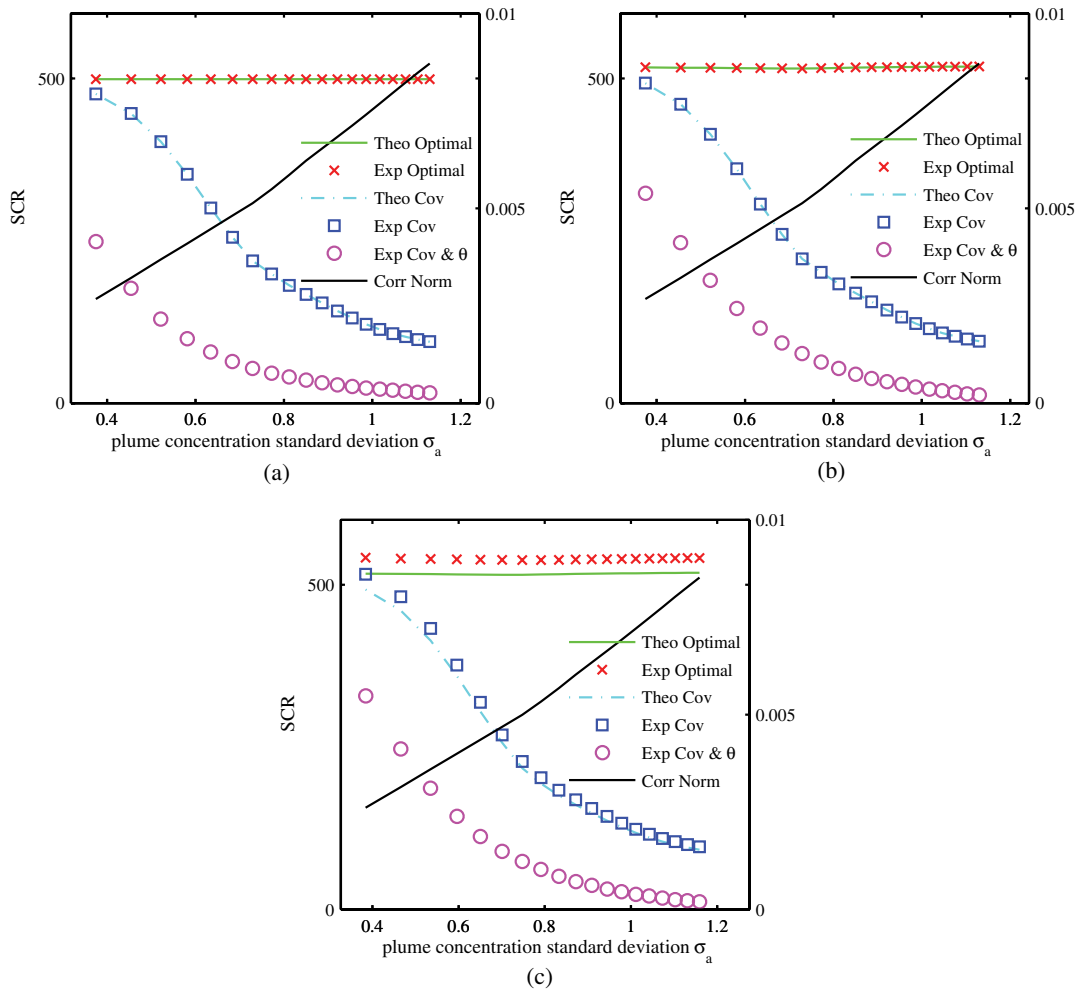 0.01
500
SCR
Theo Optimal
Exp Optimal
Theo Cov
Exp Cov
Exp Cov & θ
Corr Norm
0.005
0
0
0.4 0.6 0.8 1 1.2
plume concentration standard deviation σa
(a)
0.01
500
SCR
Theo Optimal
Exp Optimal
Theo Cov
Exp Cov
Exp Cov & θ
Corr Norm
0.005
0
0
0.4 0.6 0.8 1 1.2
plume concentration standard deviation σa
(b)
0.01
500
SCR
Theo Optimal
Exp Optimal
Theo Cov
Exp Cov
Exp Cov & θ
Corr Norm
0.005
0
0
0.4 0.6 0.8 1 1.2
plume concentration standard deviation σa
(c)